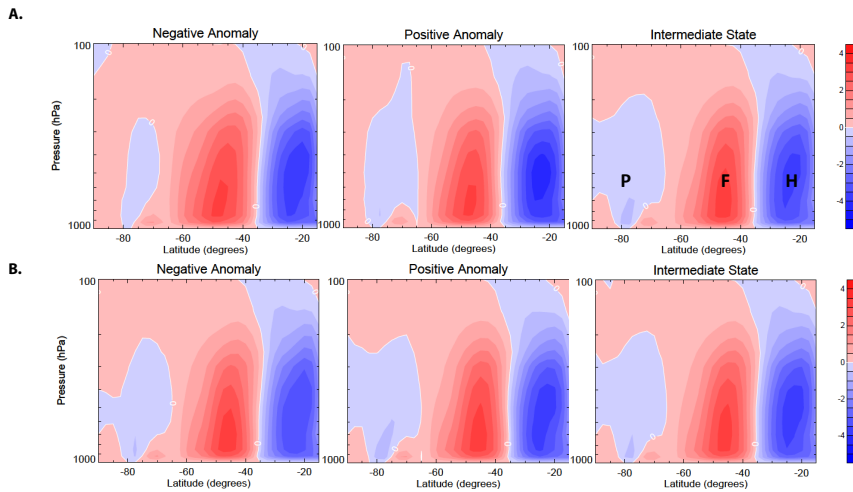 A.
Negative Anomaly
Positive Anomaly
Intermediate State
100
Pressure (hPa)
1000
P F H
4
2
0
-2
-4
-80 -60 -40 -20
-80 -60 -40 -20
-80 -60 -40 -20
Latitude (degrees)
Latitude (degrees)
Latitude (degrees)
B.
Negative Anomaly
Positive Anomaly
Intermediate State
100
Pressure (hPa)
1000
4
2
0
-2
-4
-80 -60 -40 -20
-80 -60 -40 -20
-80 -60 -40 -20
Latitude (degrees)
Latitude (degrees)
Latitude (degrees)